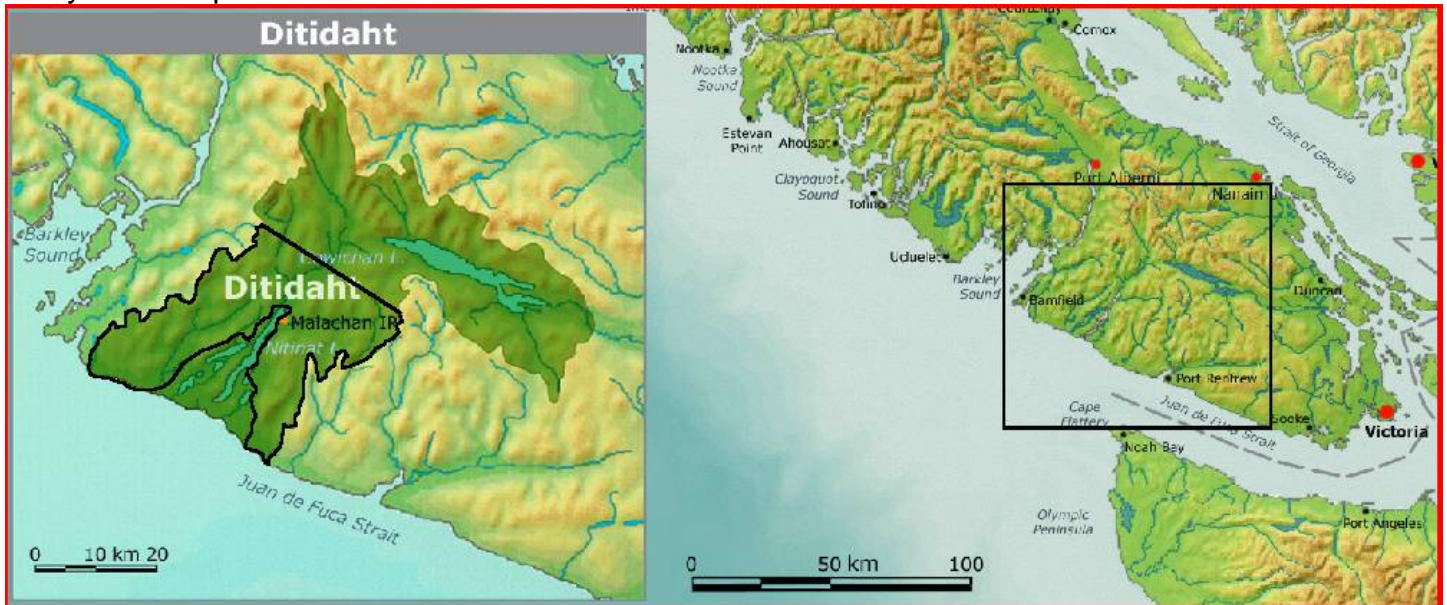 Ditidaht
Barkley
Sound
Cowichan L.
Ditidaht
Malachan IR
Nitinat L.
Juan de Fuca Strait
0 10 km 20
Comox
Nootka
Nootka
Sound
Estevan
Point
Ahousat
Clayoquot
Sound
Tofino
Ucluelet
Barkley
Sound
Bamfield
Port Alberni
Nanaimo
Strait of Georgia
Duncan
Port Renfrew
Juan de Fuca Strait
Sooke
Victoria
Cape
Flattery
Neah Bay
Olympic
Peninsula
Port Angeles
0 50 km 100